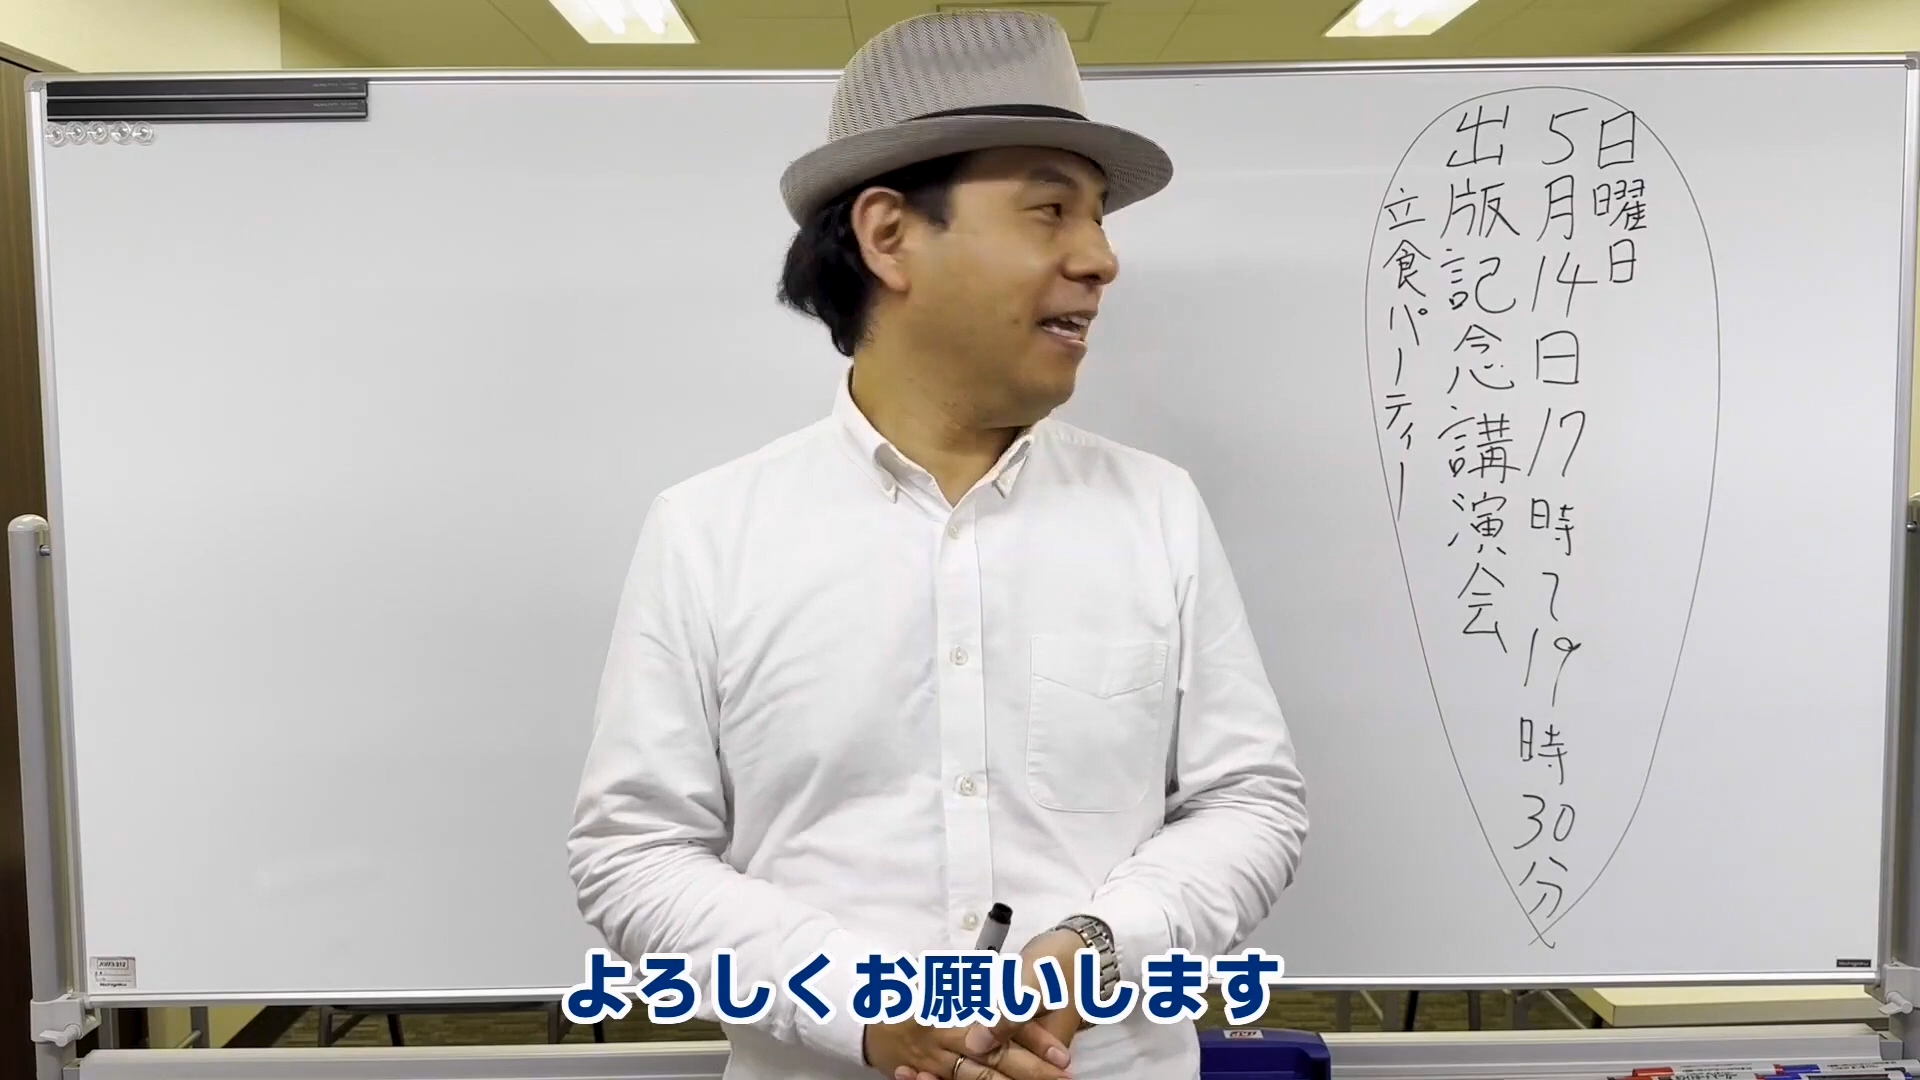 日曜日
5月14日17時〜19時30分
出版記念講演会
立食パーティー
よろしくお願いします